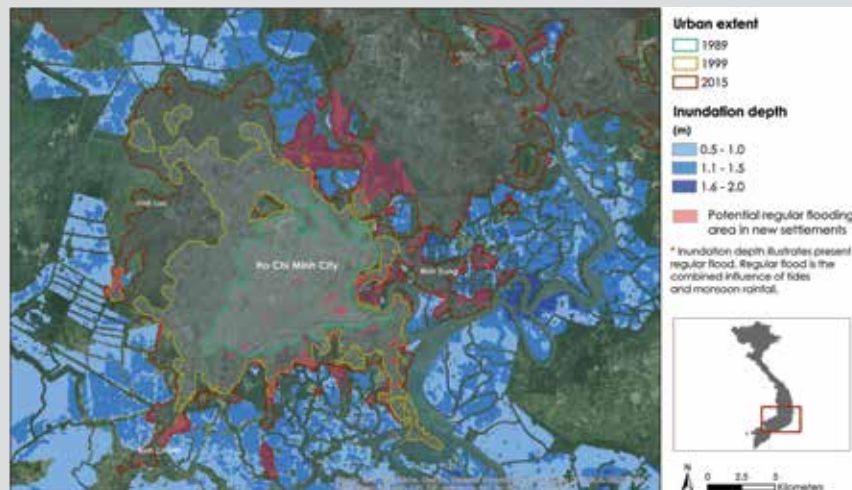 Urban extent
1989
1999
2015
Inundation depth
(m)
0.5 - 1.0
1.1 - 1.5
1.6 - 2.0
Potential regular flooding
area in new settlements
* Inundation depth illustrates present
regular flood. Regular flood is the
combined influence of tides
and monsoon rainfall.
Ho Chi Minh City
N
0 2.5 5
Kilometers